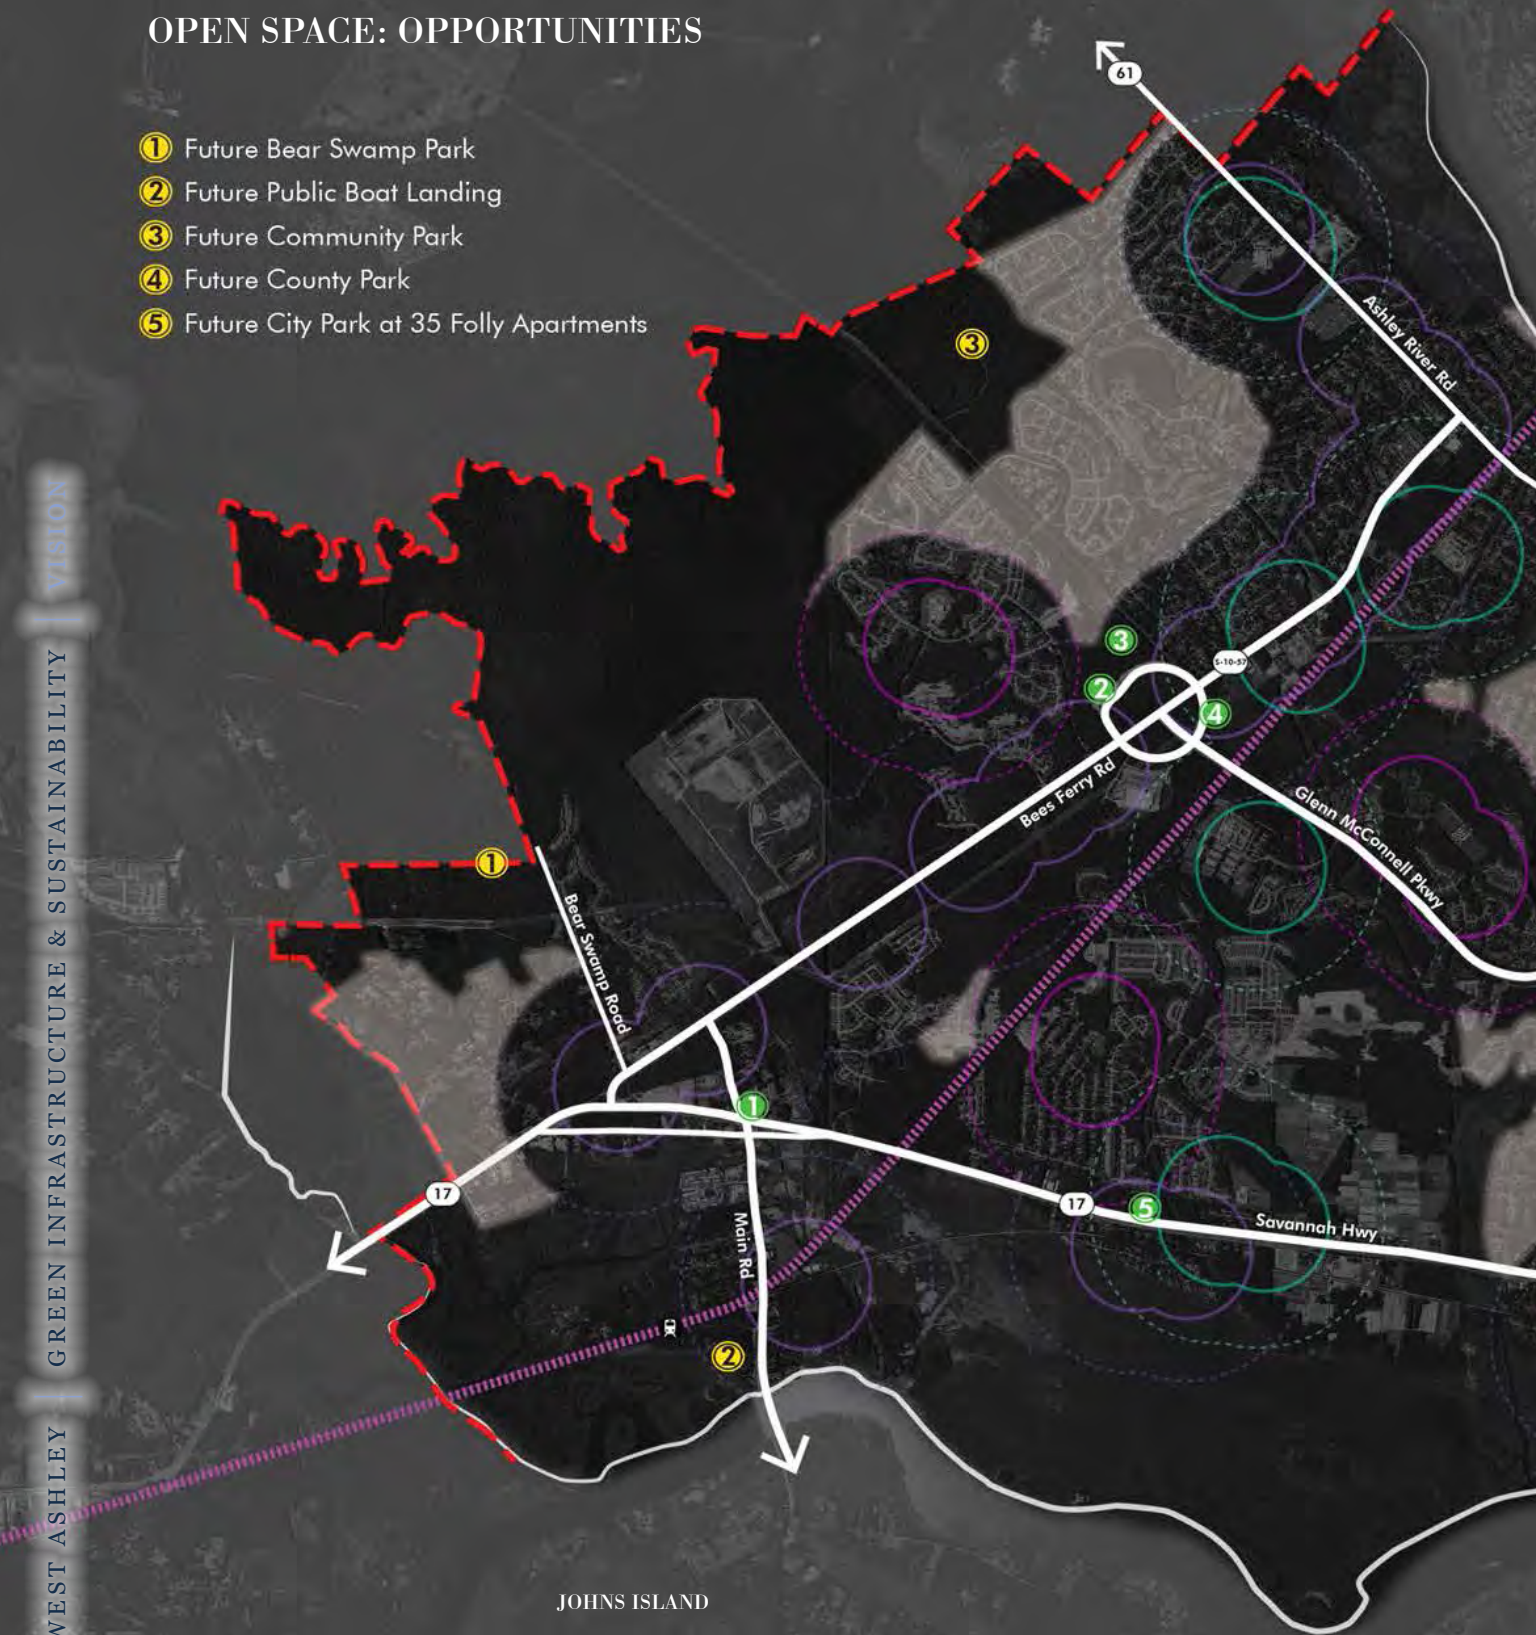 OPEN SPACE: OPPORTUNITIES
1 Future Bear Swamp Park
2 Future Public Boat Landing
3 Future Community Park
4 Future County Park
5 Future City Park at 35 Folly Apartments
61
Ashley River Rd
3
3
2
S-10-57
4
Bees Ferry Rd
Glenn McConnell Pkwy
1
Bear Swamp Road
1
17
17
5
Savannah Hwy
Main Rd
2
JOHNS ISLAND
WEST ASHLEY | GREEN INFRASTRUCTURE & SUSTAINABILITY | VISION